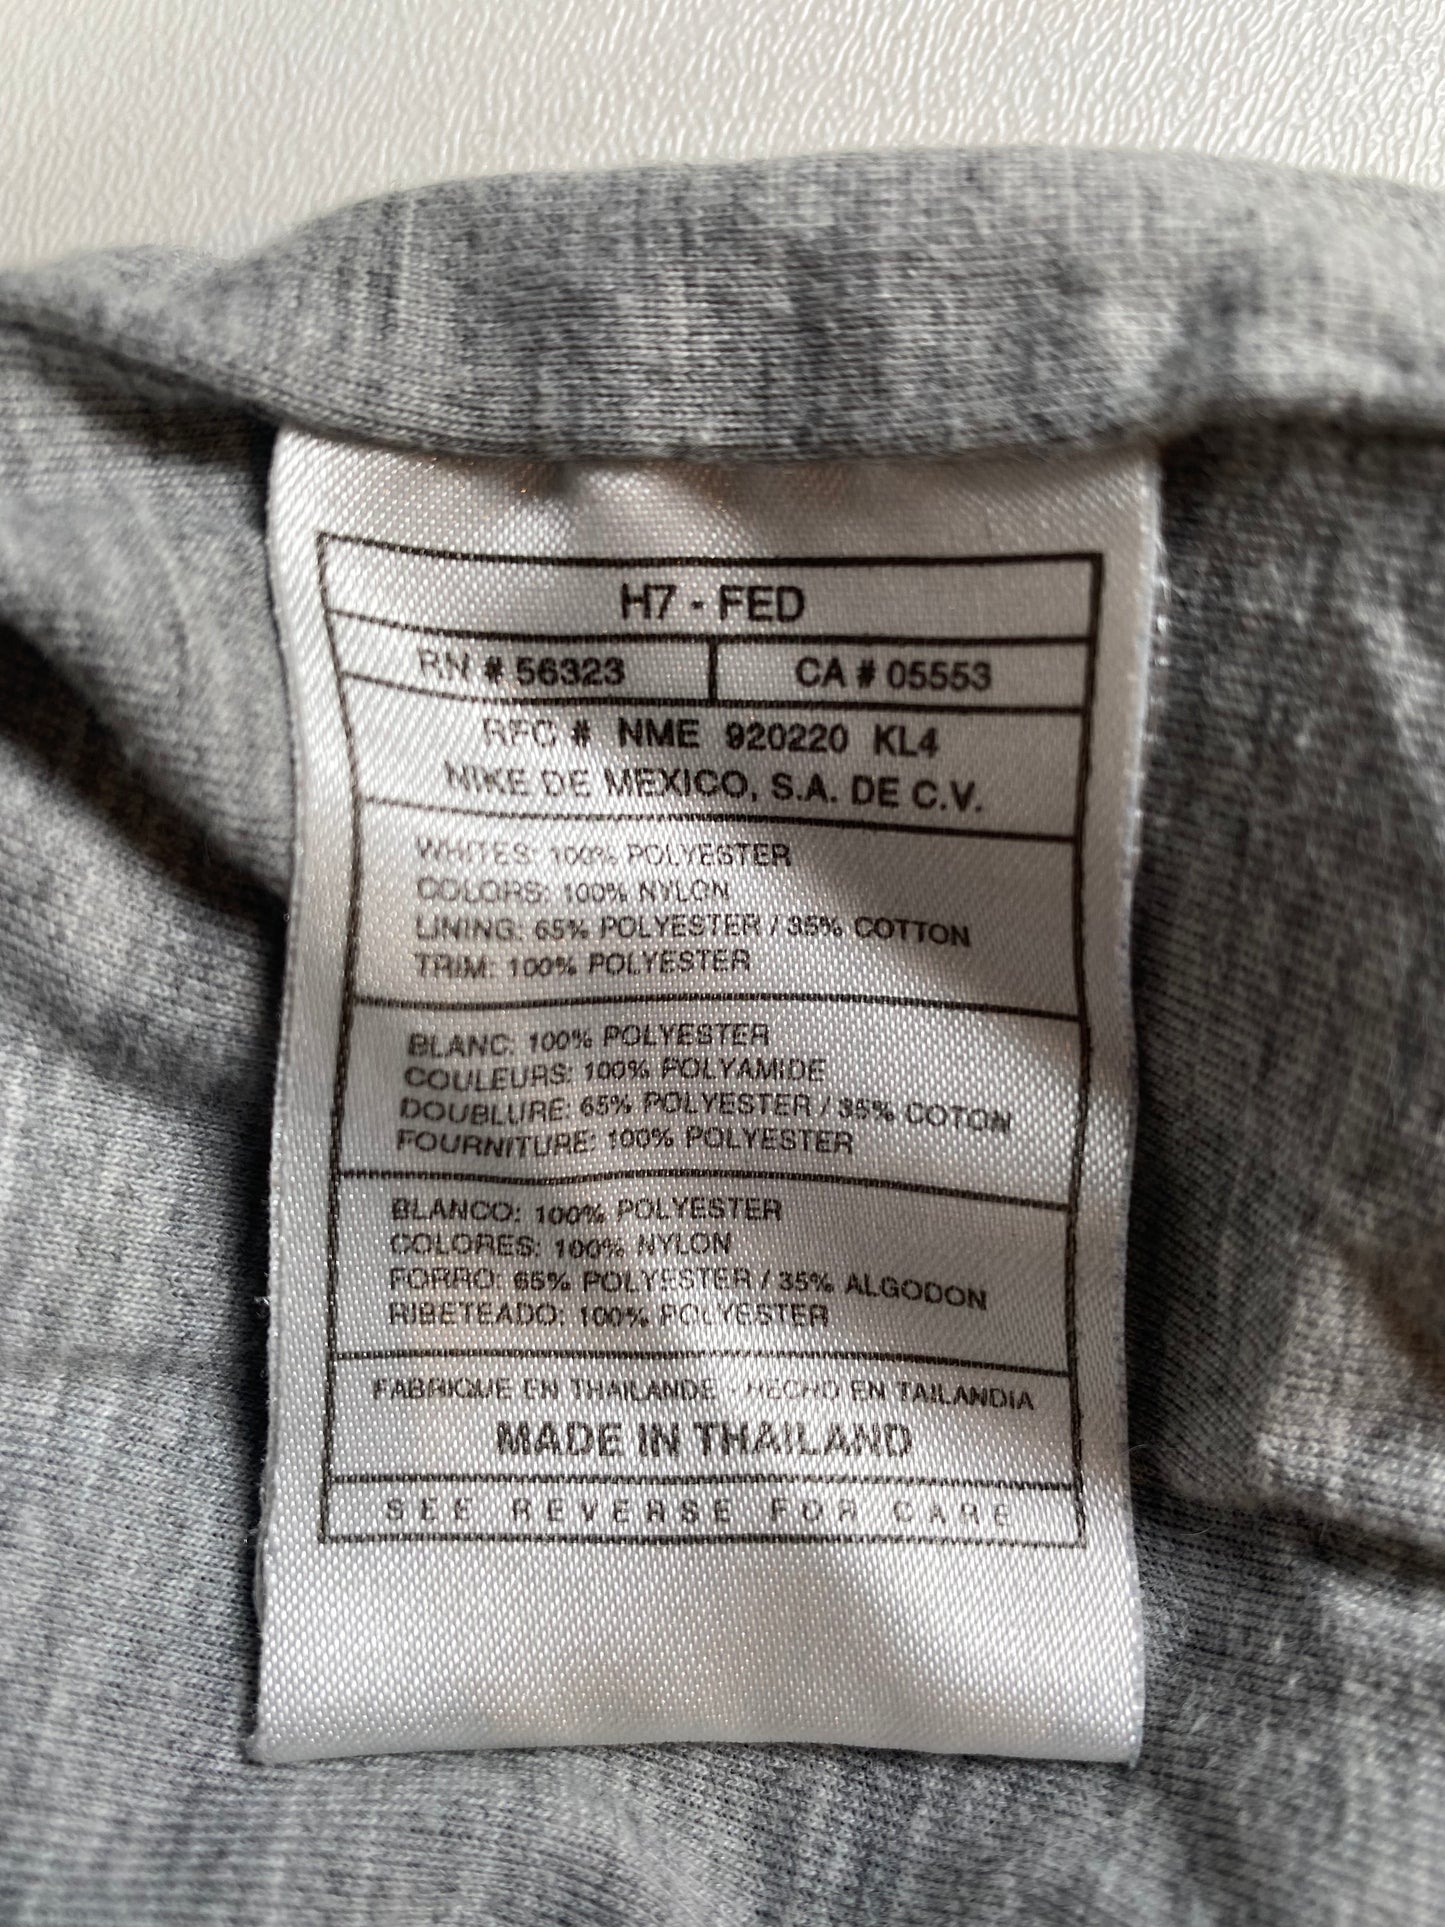 H7 - FED
RN # 56323 CA # 05553
RFC # NME 920220 KL4
NIKE DE MEXICO, S.A. DE C.V.
WHITES: 100% POLYESTER
COLORS: 100% NYLON
LINING: 65% POLYESTER / 35% COTTON
TRIM: 100% POLYESTER
BLANC: 100% POLYESTER
COULEURS: 100% POLYAMIDE
DOUBLURE: 65% POLYESTER / 35% COTON
FOURNITURE: 100% POLYESTER
BLANCO: 100% POLYESTER
COLORES: 100% NYLON
FORRO: 65% POLYESTER / 35% ALGODON
RIBETEADO: 100% POLYESTER
FABRIQUE EN THAILANDE - HECHO EN TAILANDIA
MADE IN THAILAND
SEE REVERSE FOR CARE